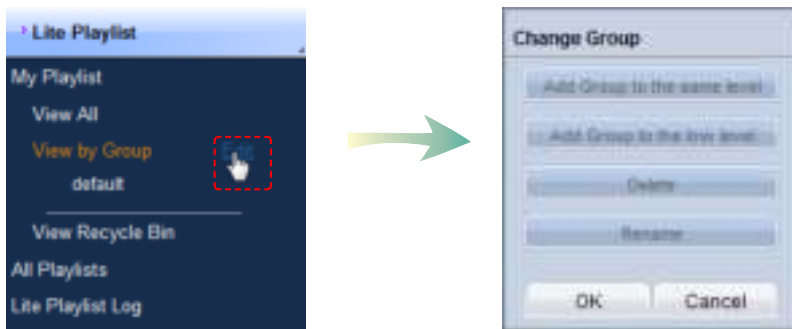 Lite Playlist
My Playlist
View All
View by Group Edit
default
View Recycle Bin
All Playlists
Lite Playlist Log
Change Group
Add Group to the same level
Add Group to the low level
Delete
Rename
OK Cancel